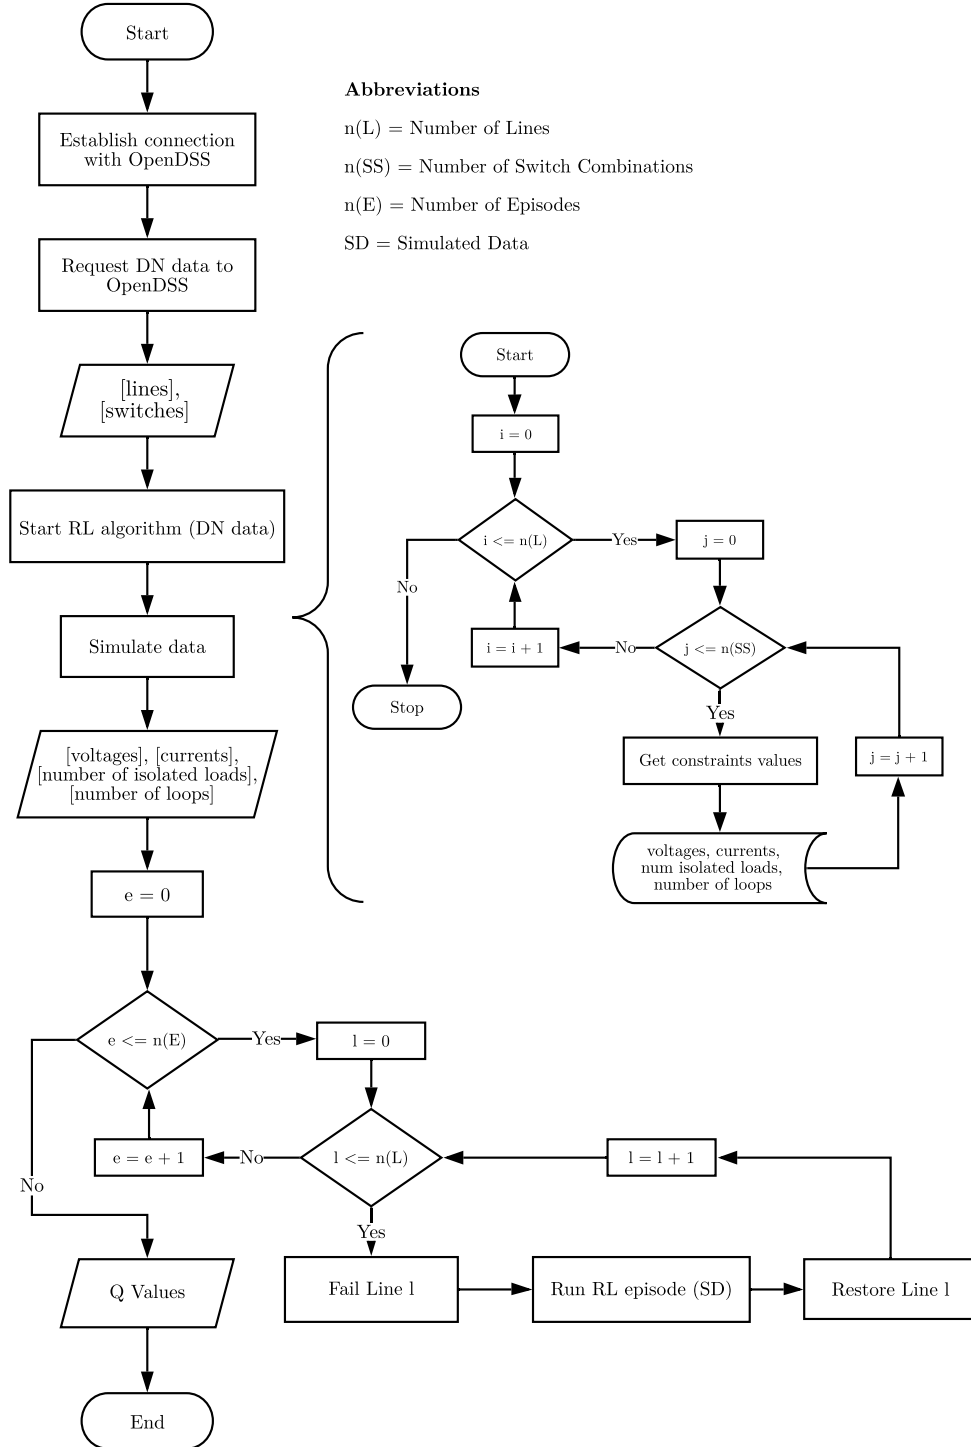 Start
Establish connection
with OpenDSS
Request DN data to
OpenDSS
[lines],
[switches]
Start RL algorithm (DN data)
Simulate data
[voltages], [currents],
[number of isolated loads],
[number of loops]
e = 0
e <= n(E)
Yes
l = 0
l <= n(L)
No
e = e + 1
Yes
Fail Line l
Run RL episode (SD)
Restore Line l
l = l + 1
No
Q Values
End
Abbreviations
n(L) = Number of Lines
n(SS) = Number of Switch Combinations
n(E) = Number of Episodes
SD = Simulated Data
Start
i = 0
i <= n(L)
Yes
j = 0
No
Stop
j <= n(SS)
No
i = i + 1
Yes
Get constraints values
voltages, currents,
num isolated loads,
number of loops
j = j + 1